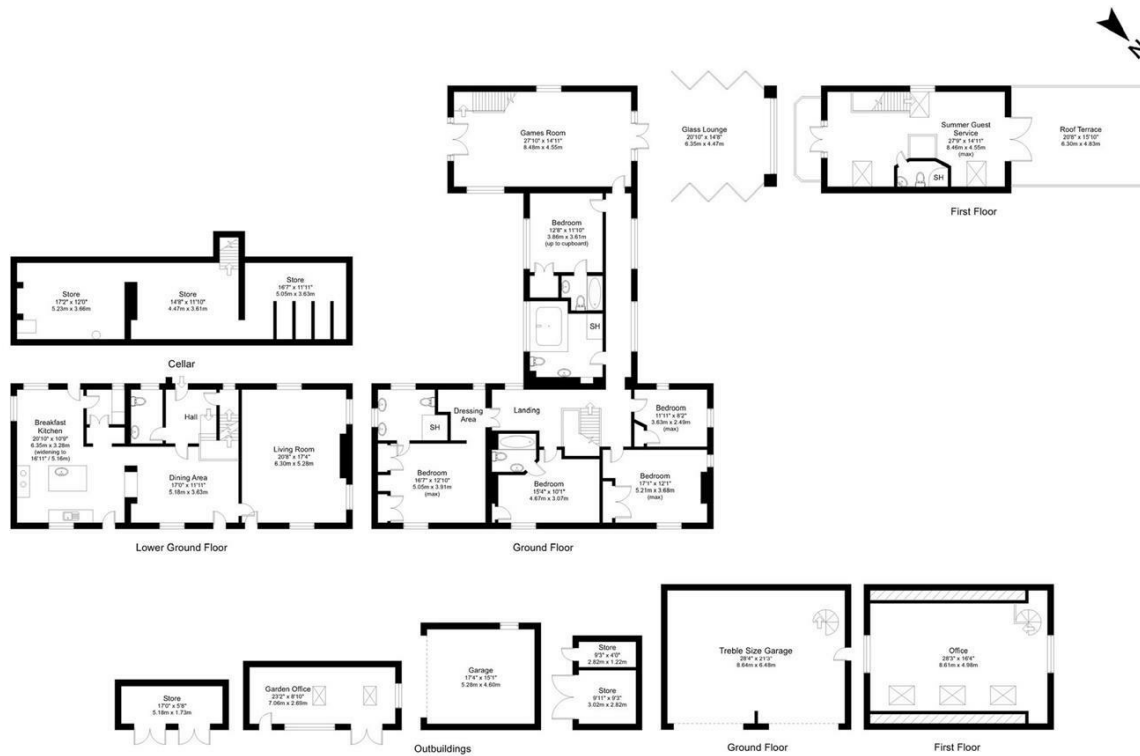 N
Games Room
27'10" x 14'11"
8.48m x 4.55m
Glass Lounge
20'10" x 14'8"
6.35m x 4.47m
Summer Guest
Service
27'9" x 14'11"
8.46m x 4.55m
(max)
SH
Roof Terrace
20'8" x 15'10"
6.30m x 4.83m
First Floor
Bedroom
12'8" x 11'10"
3.86m x 3.61m
(up to cupboard)
SH
Store
17'2" x 12'0"
5.23m x 3.66m
Store
14'8" x 11'10"
4.47m x 3.61m
Store
16'7" x 11'11"
5.05m x 3.63m
Cellar
Breakfast
Kitchen
20'10" x 10'9"
6.35m x 3.28m
(widening to
16'11" / 5.16m)
Hall
Dining Area
17'0" x 11'11"
5.18m x 3.63m
Living Room
20'8" x 17'4"
6.30m x 5.28m
Lower Ground Floor
Dressing
Area
SH
Landing
Bedroom
11'11" x 8'2"
3.63m x 2.49m
(max)
Bedroom
16'7" x 12'10"
5.05m x 3.91m
(max)
Bedroom
15'4" x 10'1"
4.67m x 3.07m
Bedroom
17'1" x 12'1"
5.21m x 3.68m
(max)
Ground Floor
Store
17'0" x 5'8"
5.18m x 1.73m
Garden Office
23'2" x 8'10"
7.06m x 2.69m
Garage
17'4" x 15'1"
5.28m x 4.60m
Store
9'3" x 4'0"
2.82m x 1.22m
Store
9'11" x 9'3"
3.02m x 2.82m
Outbuildings
Treble Size Garage
28'4" x 21'3"
8.64m x 6.48m
Ground Floor
Office
28'3" x 16'4"
8.61m x 4.98m
First Floor